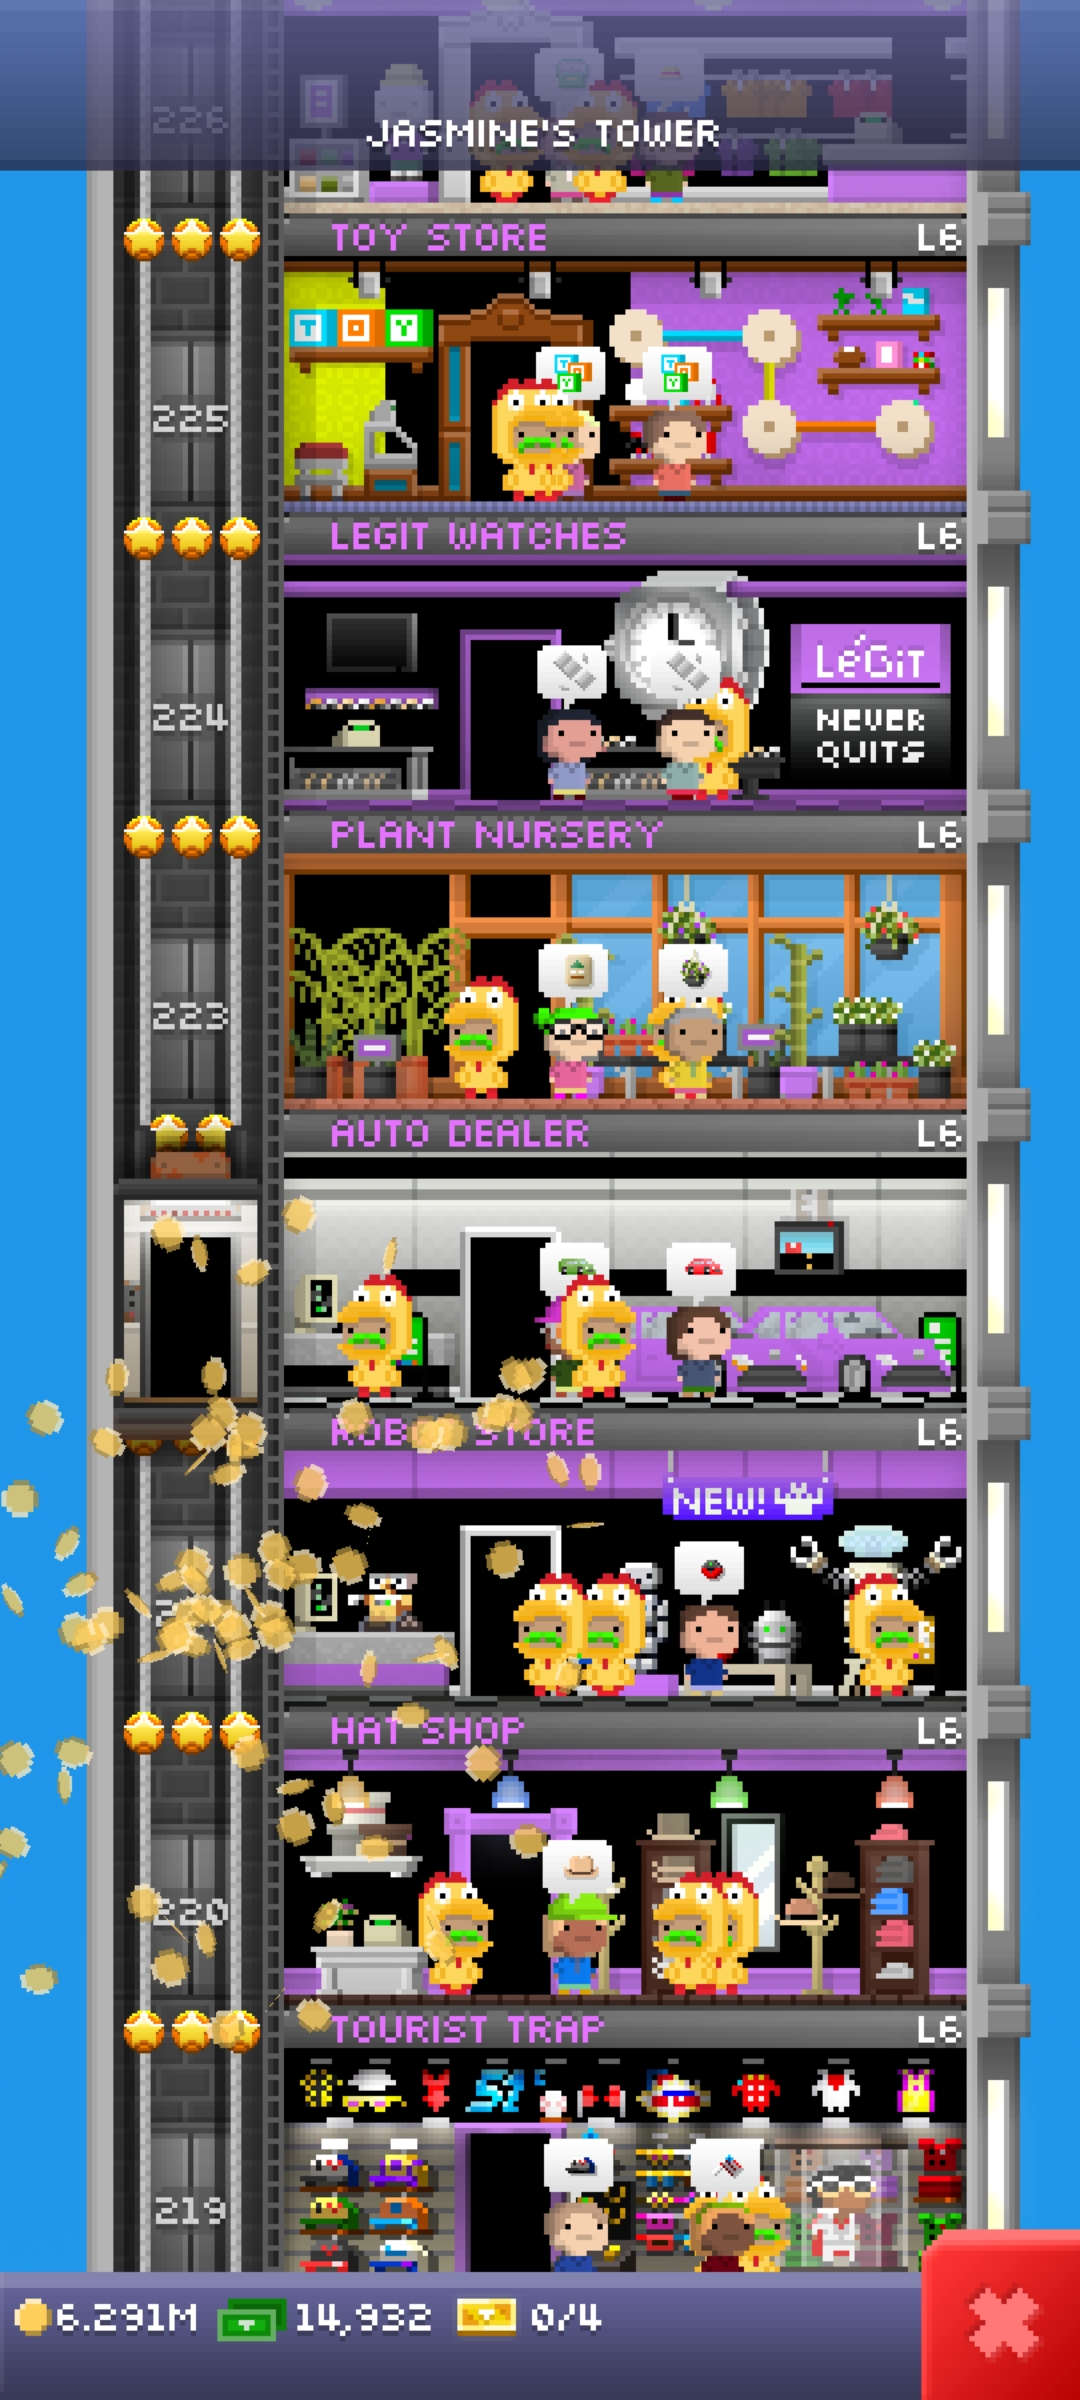 226
JASMINE'S TOWER
TOY STORE L6
TOY
225
LEGIT WATCHES L6
LéGiT
NEVER
QUITS
224
PLANT NURSERY L6
223
AUTO DEALER L6
STORE L6
NEW!
HAT SHOP L6
220
TOURIST TRAP L6
51
219
6.291M 14,932 0/4